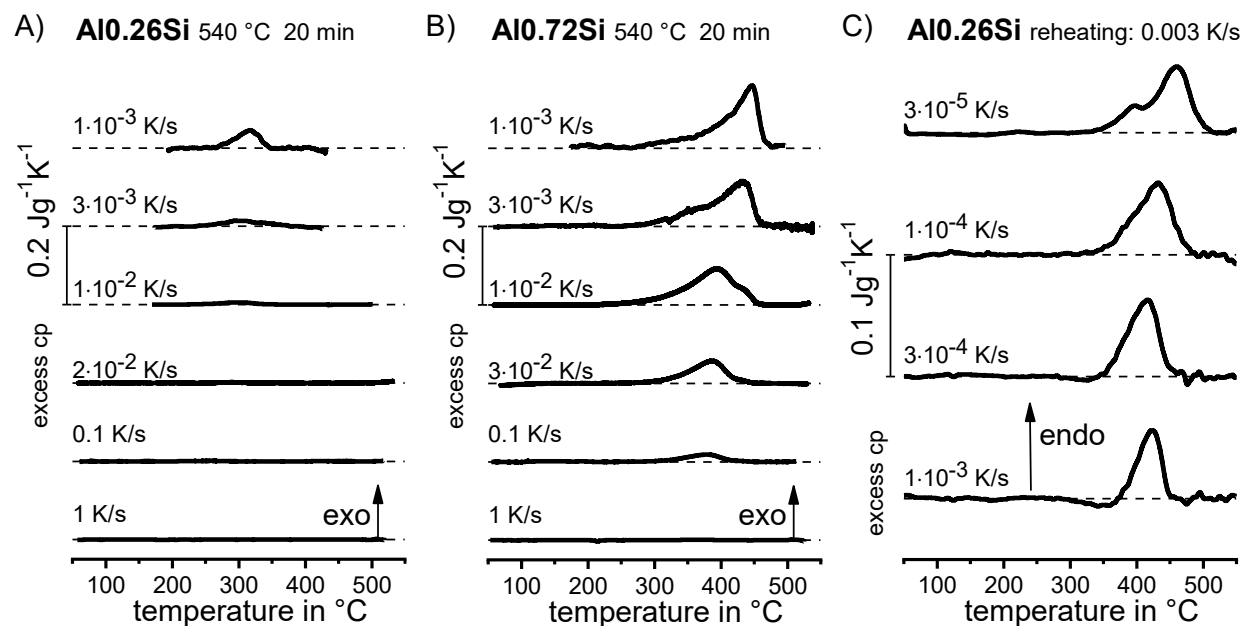 A) Al0.26Si 540 °C 20 min
1·10-3 K/s
3·10-3 K/s
1·10-2 K/s
2·10-2 K/s
0.1 K/s
1 K/s
exo
0.2 Jg-1K-1
excess cp
100 200 300 400 500
temperature in °C
B) Al0.72Si 540 °C 20 min
1·10-3 K/s
3·10-3 K/s
1·10-2 K/s
3·10-2 K/s
0.1 K/s
1 K/s
exo
0.2 Jg-1K-1
excess cp
100 200 300 400 500
temperature in °C
C) Al0.26Si reheating: 0.003 K/s
3·10-5 K/s
1·10-4 K/s
3·10-4 K/s
endo
1·10-3 K/s
0.1 Jg-1K-1
excess cp
100 200 300 400 500
temperature in °C